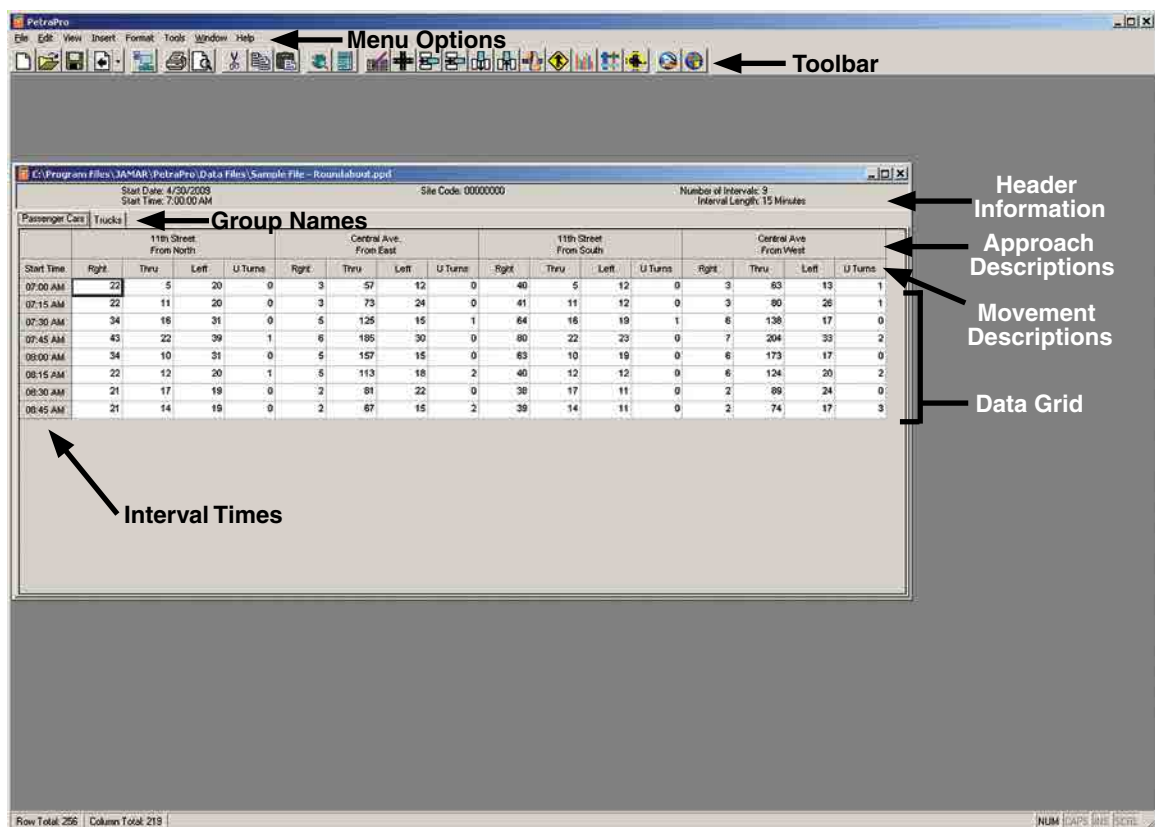 PetraPro
File Edit View Insert Format Tools Window Help
Menu Options
Toolbar
C:\Program Files\JAMAR\PetraPro\Data Files\Sample File - Roundabout.ppd
Start Date: 4/30/2009 Site Code: 00000000 Number of Intervals: 9
Start Time: 7:00:00 AM Interval Length: 15 Minutes
Header
Information
Passenger Cars Trucks
Group Names
11th Street Central Ave. 11th Street Central Ave
From North From East From South From West
Approach
Descriptions
Start Time Right Thru Left U Turns Right Thru Left U Turns Right Thru Left U Turns Right Thru Left U Turns
07:00 AM 22 5 20 0 3 57 12 0 40 5 12 0 3 63 13 1
07:15 AM 22 11 20 0 3 73 24 0 41 11 12 0 3 80 26 1
07:30 AM 34 16 31 0 5 125 15 1 64 16 19 1 6 138 17 0
07:45 AM 43 22 39 1 6 185 30 0 80 22 23 0 7 204 33 2
08:00 AM 34 10 31 0 5 157 15 0 63 10 19 0 6 173 17 0
08:15 AM 22 12 20 1 5 113 18 2 40 12 12 0 6 124 20 2
08:30 AM 21 17 19 0 2 81 22 0 38 17 11 0 2 89 24 0
08:45 AM 21 14 19 0 2 67 15 2 39 14 11 0 2 74 17 3
Movement
Descriptions
Data Grid
Interval Times
Row Total: 256 Column Total: 219 NUM CAPS INS SCRL